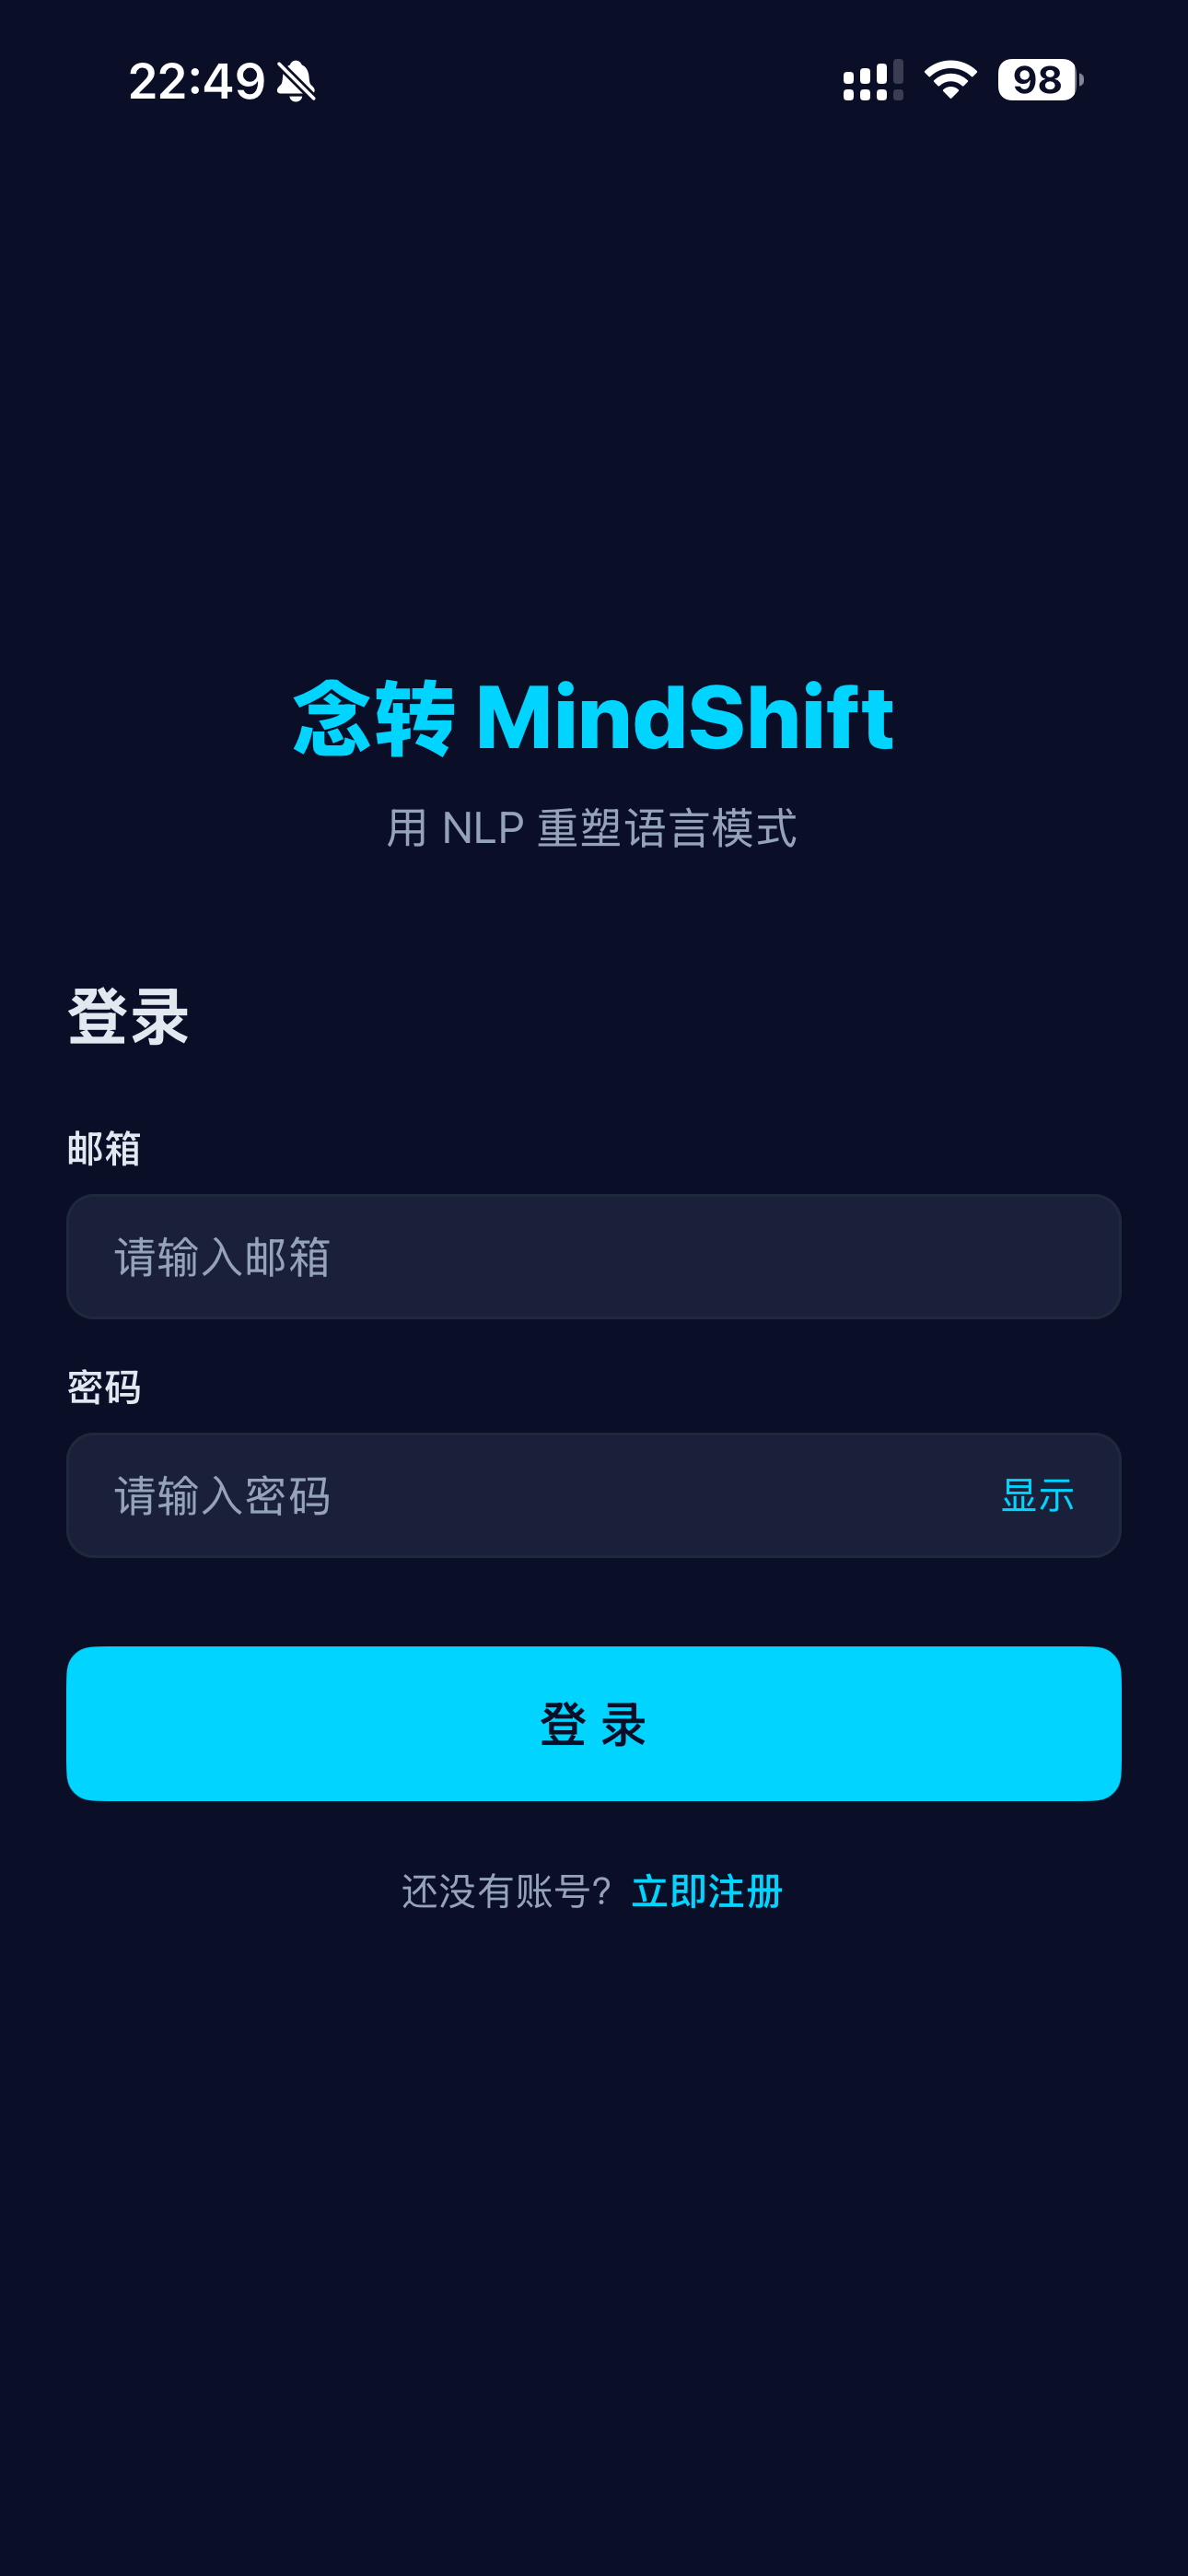 22:49 98
念转 MindShift
用 NLP 重塑语言模式
登录
邮箱
请输入邮箱
密码
请输入密码 显示
登 录
还没有账号? 立即注册